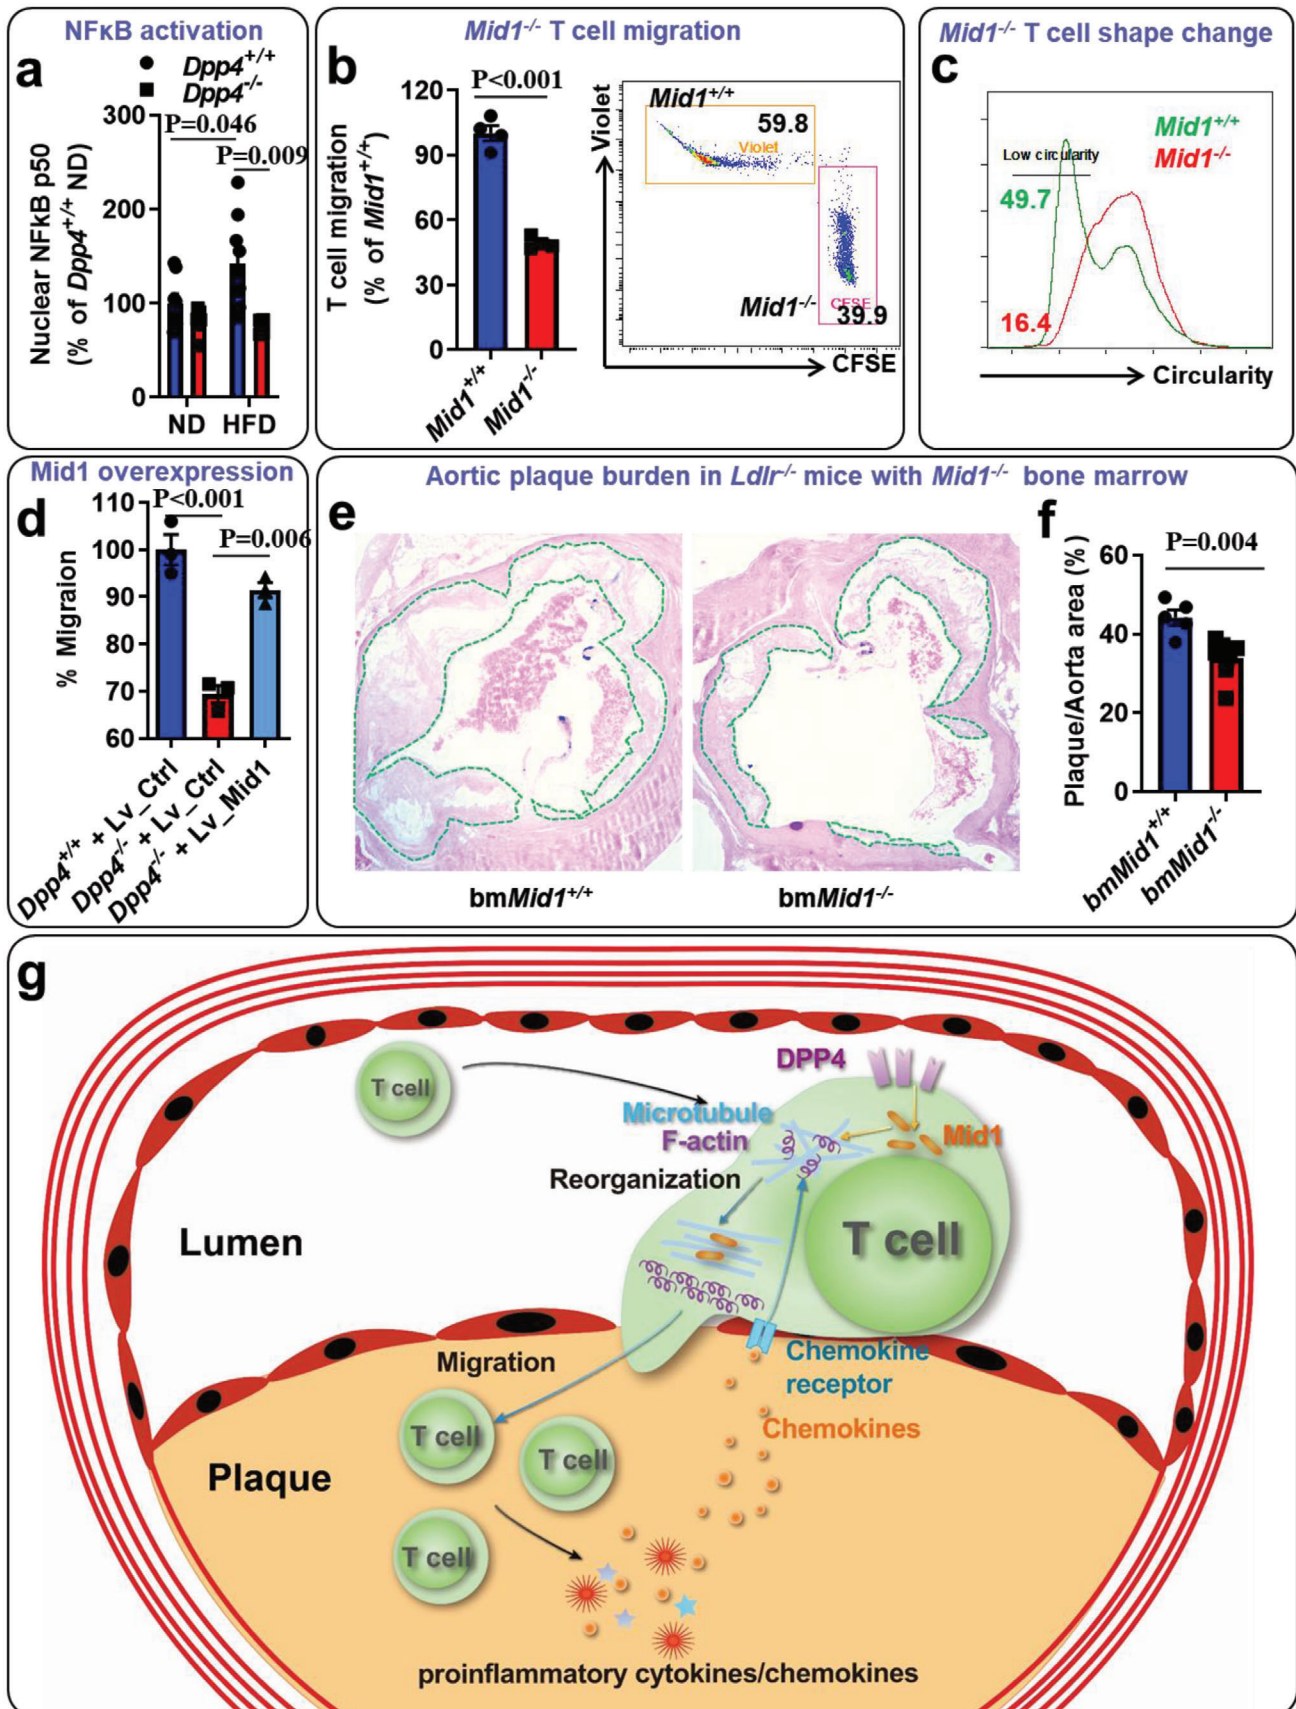 NFκB activation
a
Dpp4+/+
Dpp4-/-
Nuclear NFκB p50
(% of Dpp4+/+ ND)
300
200
100
0
P=0.046
P=0.009
ND HFD
Mid1-/- T cell migration
b
T cell migration
(% of Mid1+/+)
120
90
60
30
0
P<0.001
Mid1+/+
Mid1-/-
Violet
Mid1+/+
59.8
Violet
Mid1-/-
CFSE
39.9
CFSE
Mid1-/- T cell shape change
c
Mid1+/+
Mid1-/-
Low circularity
49.7
16.4
Circularity
Mid1 overexpression
d
% Migraion
110
100
90
80
70
60
P<0.001
P=0.006
Dpp4+/+ + Lv_Ctrl
Dpp4-/- + Lv_Ctrl
Dpp4-/- + Lv_Mid1
Aortic plaque burden in Ldlr-/- mice with Mid1-/- bone marrow
e
bmMid1+/+
bmMid1-/-
f
Plaque/Aorta area (%)
60
40
20
0
P=0.004
bmMid1+/+
bmMid1-/-
g
T cell
DPP4
Microtubule
F-actin
Mid1
Reorganization
Lumen
T cell
Migration
Chemokine
receptor
Chemokines
T cell
T cell
Plaque
T cell
proinflammatory cytokines/chemokines